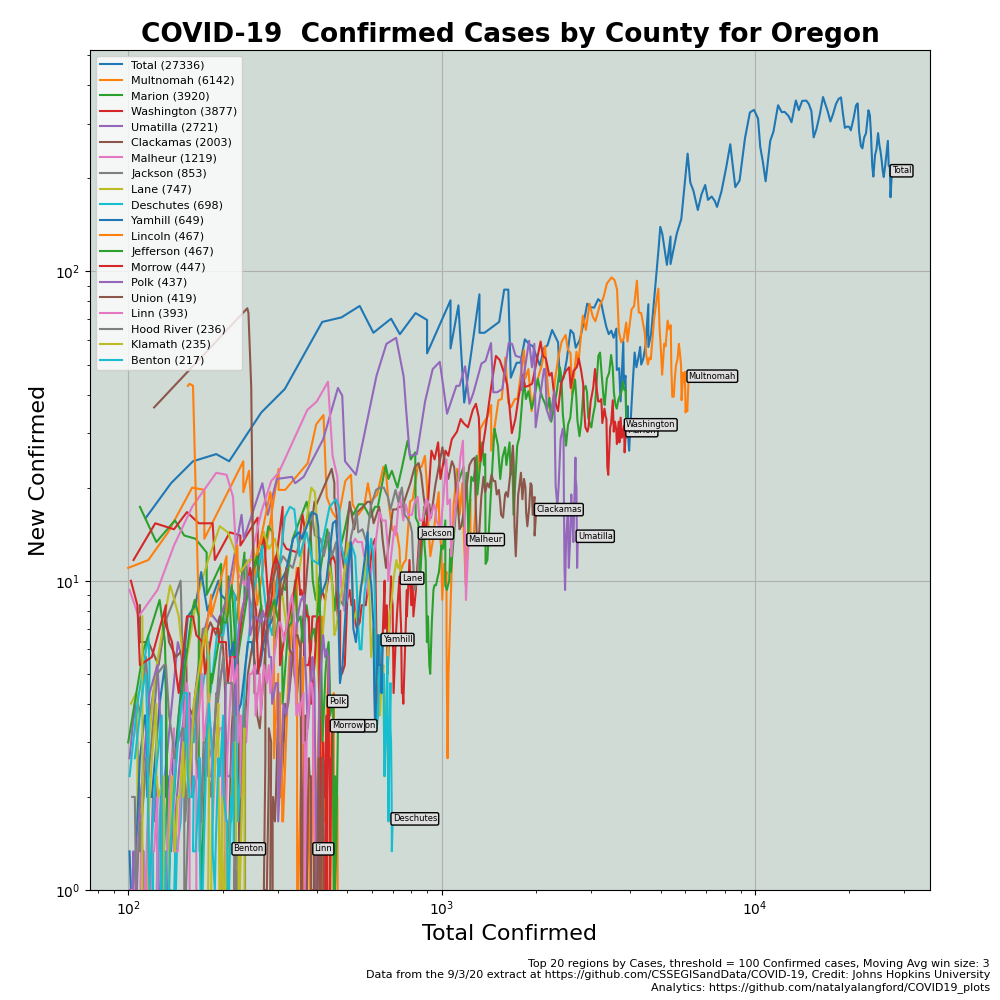 COVID-19  Confirmed Cases by County for Oregon
Total (27336)
Multnomah (6142)
Marion (3920)
Washington (3877)
Umatilla (2721)
Clackamas (2003)
Malheur (1219)
Jackson (853)
Lane (747)
Deschutes (698)
Yamhill (649)
Lincoln (467)
Jefferson (467)
Morrow (447)
Polk (437)
Union (419)
Linn (393)
Hood River (236)
Klamath (235)
Benton (217)
New Confirmed
10²
10¹
10⁰
Total
Multnomah
Washington
Clackamas
Umatilla
Jackson
Malheur
Lane
Yamhill
Polk
Morrow
Deschutes
Benton
Linn
10²
10³
10⁴
Total Confirmed
Top 20 regions by Cases, threshold = 100 Confirmed cases, Moving Avg win size: 3
Data from the 9/3/20 extract at https://github.com/CSSEGISandData/COVID-19, Credit: Johns Hopkins University
Analytics: https://github.com/natalyalangford/COVID19_plots